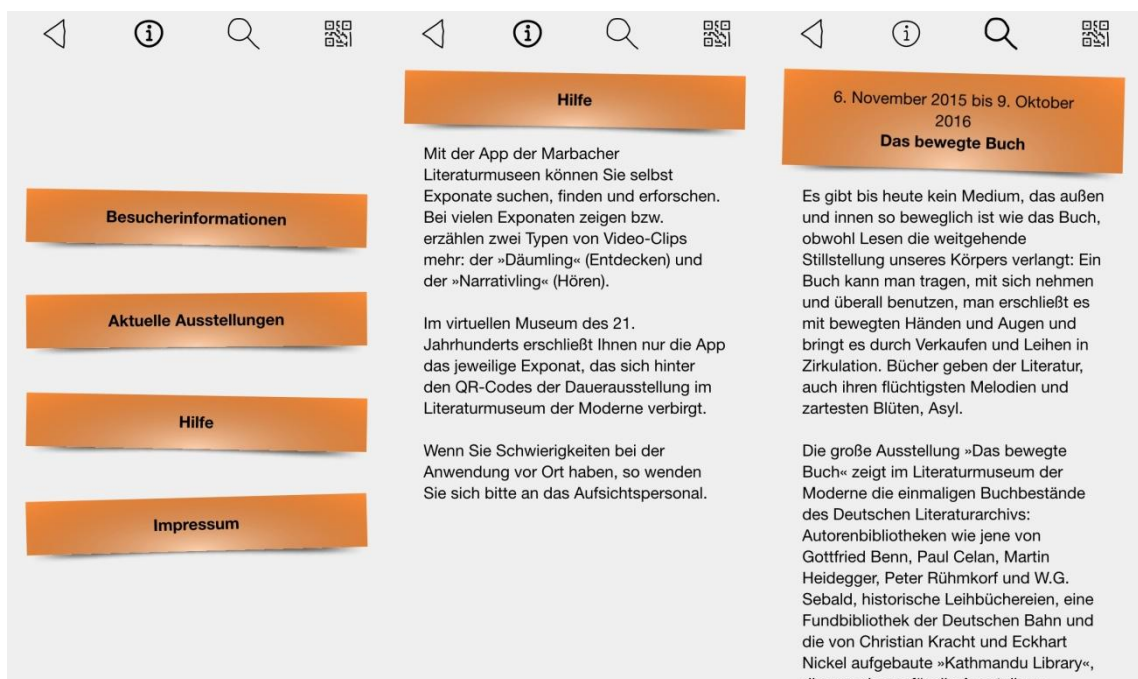 Besucherinformationen
Aktuelle Ausstellungen
Hilfe
Impressum
Hilfe
Mit der App der Marbacher
Literaturmuseen können Sie selbst
Exponate suchen, finden und erforschen.
Bei vielen Exponaten zeigen bzw.
erzählen zwei Typen von Video-Clips
mehr: der »Däumling« (Entdecken) und
der »Narrativling« (Hören).
Im virtuellen Museum des 21.
Jahrhunderts erschließt Ihnen nur die App
das jeweilige Exponat, das sich hinter
den QR-Codes der Dauerausstellung im
Literaturmuseum der Moderne verbirgt.
Wenn Sie Schwierigkeiten bei der
Anwendung vor Ort haben, so wenden
Sie sich bitte an das Aufsichtspersonal.
6. November 2015 bis 9. Oktober
2016
Das bewegte Buch
Es gibt bis heute kein Medium, das außen
und innen so beweglich ist wie das Buch,
obwohl Lesen die weitgehende
Stillstellung unseres Körpers verlangt: Ein
Buch kann man tragen, mit sich nehmen
und überall benutzen, man erschließt es
mit bewegten Händen und Augen und
bringt es durch Verkaufen und Leihen in
Zirkulation. Bücher geben der Literatur,
auch ihren flüchtigsten Melodien und
zartesten Blüten, Asyl.
Die große Ausstellung »Das bewegte
Buch« zeigt im Literaturmuseum der
Moderne die einmaligen Buchbestände
des Deutschen Literaturarchivs:
Autorenbibliotheken wie jene von
Gottfried Benn, Paul Celan, Martin
Heidegger, Peter Rühmkorf und W.G.
Sebald, historische Leihbüchereien, eine
Fundbibliothek der Deutschen Bahn und
die von Christian Kracht und Eckhart
Nickel aufgebaute »Kathmandu Library«,